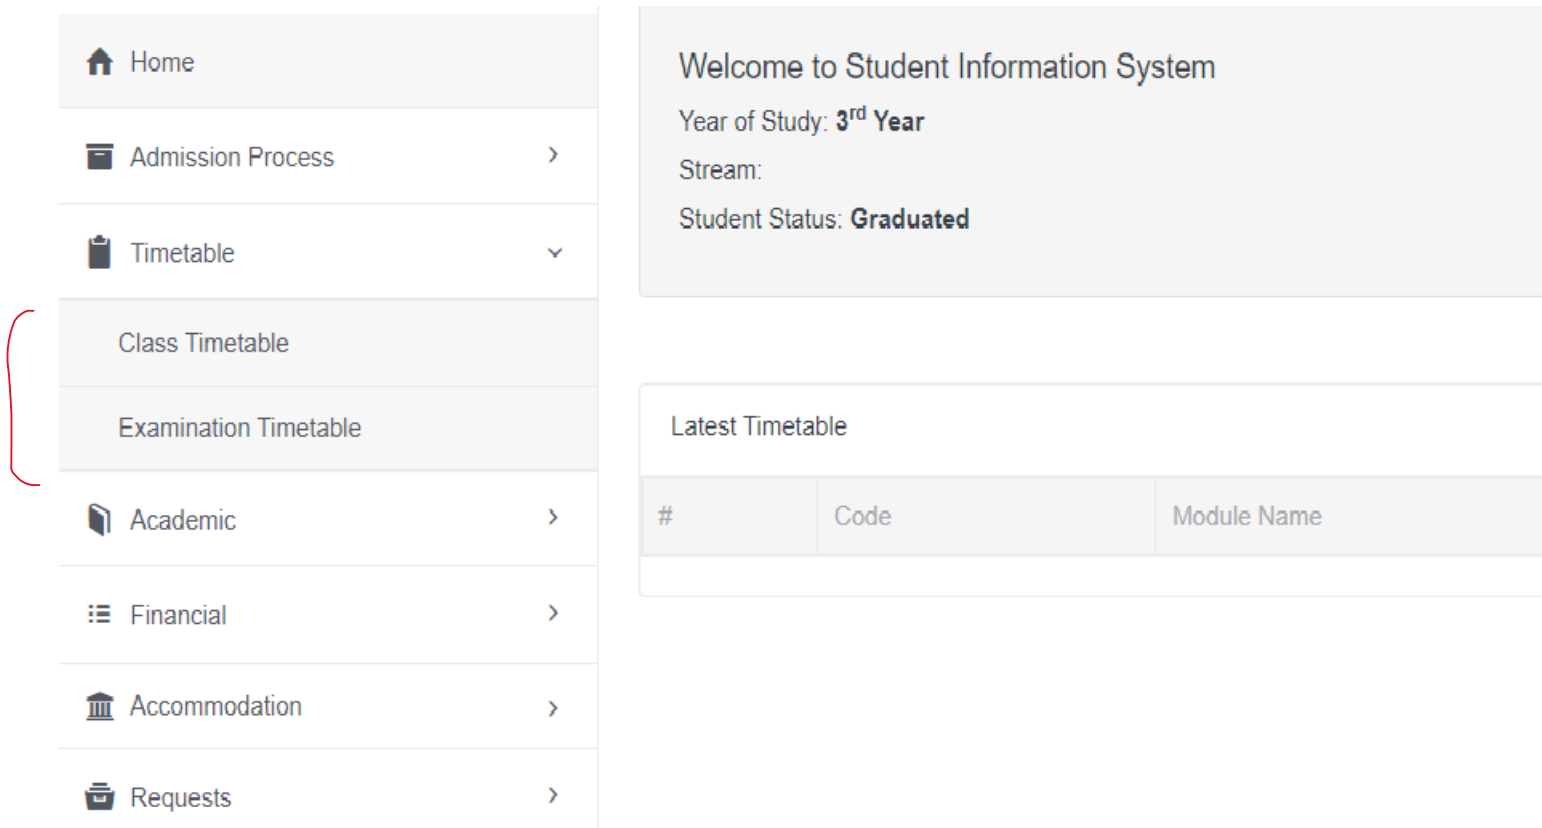 Home
Admission Process
Timetable
Class Timetable
Examination Timetable
Academic
Financial
Accommodation
Requests
Welcome to Student Information System
Year of Study: 3rd Year
Stream:
Student Status: Graduated
Latest Timetable
# Code Module Name